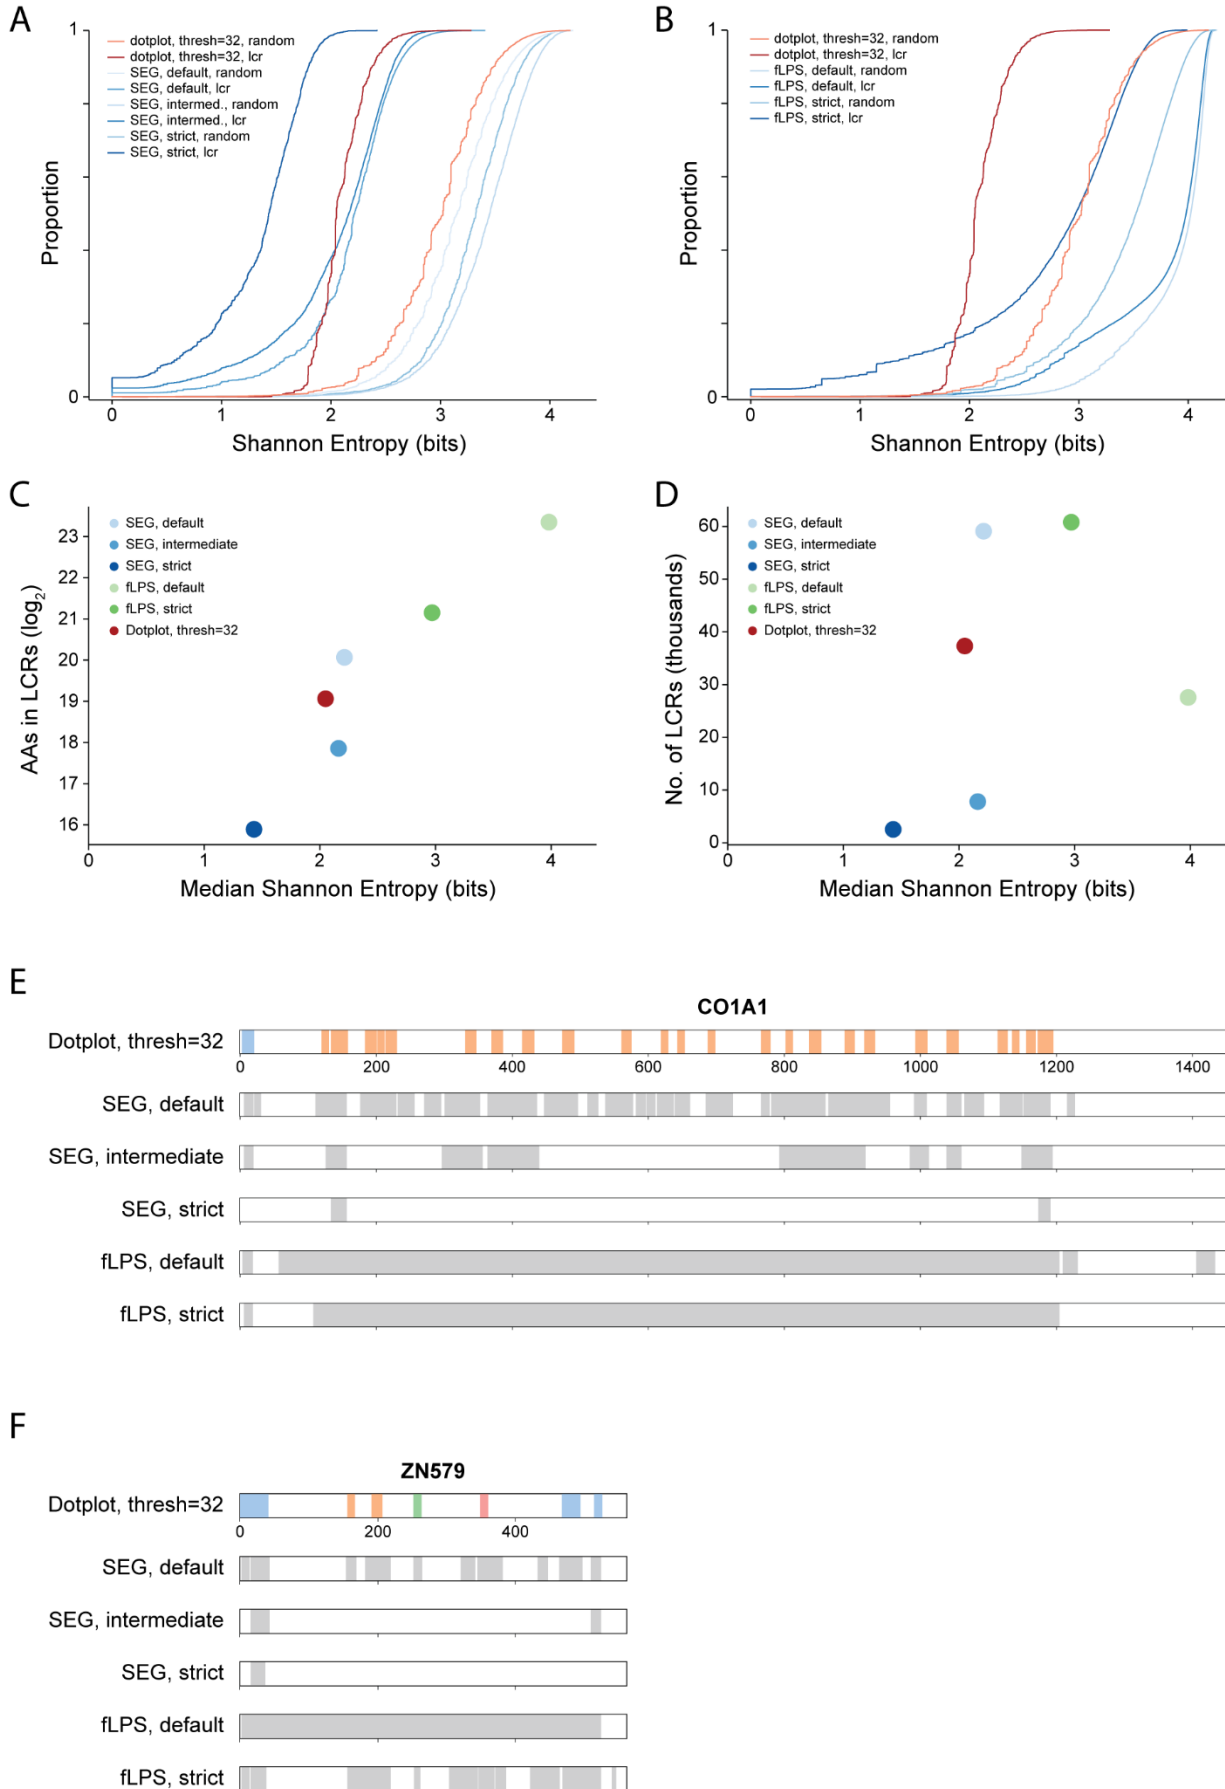 A
1
dotplot, thresh=32, random
dotplot, thresh=32, lcr
SEG, default, random
SEG, default, lcr
SEG, intermed., random
SEG, intermed., lcr
SEG, strict, random
SEG, strict, lcr
Proportion
0
0 1 2 3 4
Shannon Entropy (bits)
B
1
dotplot, thresh=32, random
dotplot, thresh=32, lcr
fLPS, default, random
fLPS, default, lcr
fLPS, strict, random
fLPS, strict, lcr
Proportion
0
0 1 2 3 4
Shannon Entropy (bits)
C
SEG, default
SEG, intermediate
SEG, strict
fLPS, default
fLPS, strict
Dotplot, thresh=32
AAs in LCRs (log2)
23
22
21
20
19
18
17
16
0 1 2 3 4
Median Shannon Entropy (bits)
D
SEG, default
SEG, intermediate
SEG, strict
fLPS, default
fLPS, strict
Dotplot, thresh=32
No. of LCRs (thousands)
60
50
40
30
20
10
0
0 1 2 3 4
Median Shannon Entropy (bits)
E
CO1A1
Dotplot, thresh=32
0 200 400 600 800 1000 1200 1400
SEG, default
SEG, intermediate
SEG, strict
fLPS, default
fLPS, strict
F
ZN579
Dotplot, thresh=32
0 200 400
SEG, default
SEG, intermediate
SEG, strict
fLPS, default
fLPS, strict